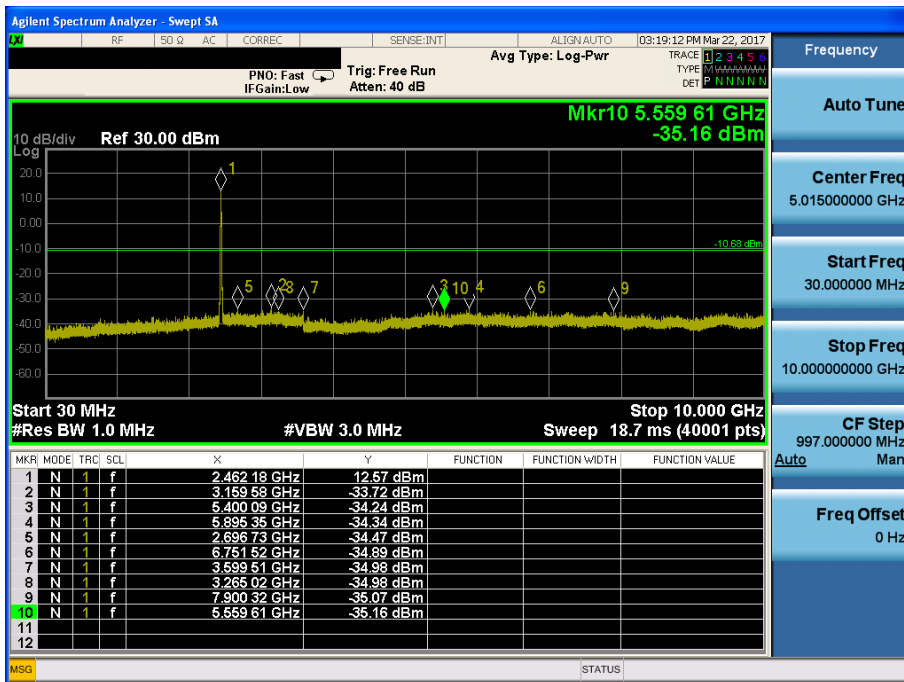 Agilent Spectrum Analyzer - Swept SA
LXI RF 50 Ω AC CORREC SENSE:INT ALIGN AUTO 03:19:12 PM Mar 22, 2017
Frequency
Avg Type: Log-Pwr
TRACE 1 2 3 4 5 6
PNO: Fast Trig: Free Run
TYPE M W W W W W
IFGain:Low Atten: 40 dB
DET P N N N N N
Auto Tune
Mkr10 5.559 61 GHz
-35.16 dBm
10 dB/div Ref 30.00 dBm
Log
20.0
10.0
0.00
-10.0
-20.0
-30.0
-40.0
-50.0
-60.0
-10.68 dBm
1 5 2 8 7 3 10 4 6 9
Center Freq
5.015000000 GHz
Start Freq
30.000000 MHz
Stop Freq
10.000000000 GHz
CF Step
997.000000 MHz
Auto Man
Freq Offset
0 Hz
Start 30 MHz Stop 10.000 GHz
#Res BW 1.0 MHz #VBW 3.0 MHz Sweep 18.7 ms (40001 pts)
MKR MODE TRC SCL X Y FUNCTION FUNCTION WIDTH FUNCTION VALUE
1 N 1 f 2.462 18 GHz 12.57 dBm
2 N 1 f 3.159 58 GHz -33.72 dBm
3 N 1 f 5.400 09 GHz -34.24 dBm
4 N 1 f 5.895 35 GHz -34.34 dBm
5 N 1 f 2.696 73 GHz -34.47 dBm
6 N 1 f 6.751 52 GHz -34.89 dBm
7 N 1 f 3.599 51 GHz -34.98 dBm
8 N 1 f 3.265 02 GHz -34.98 dBm
9 N 1 f 7.900 32 GHz -35.07 dBm
10 N 1 f 5.559 61 GHz -35.16 dBm
11
12
MSG STATUS